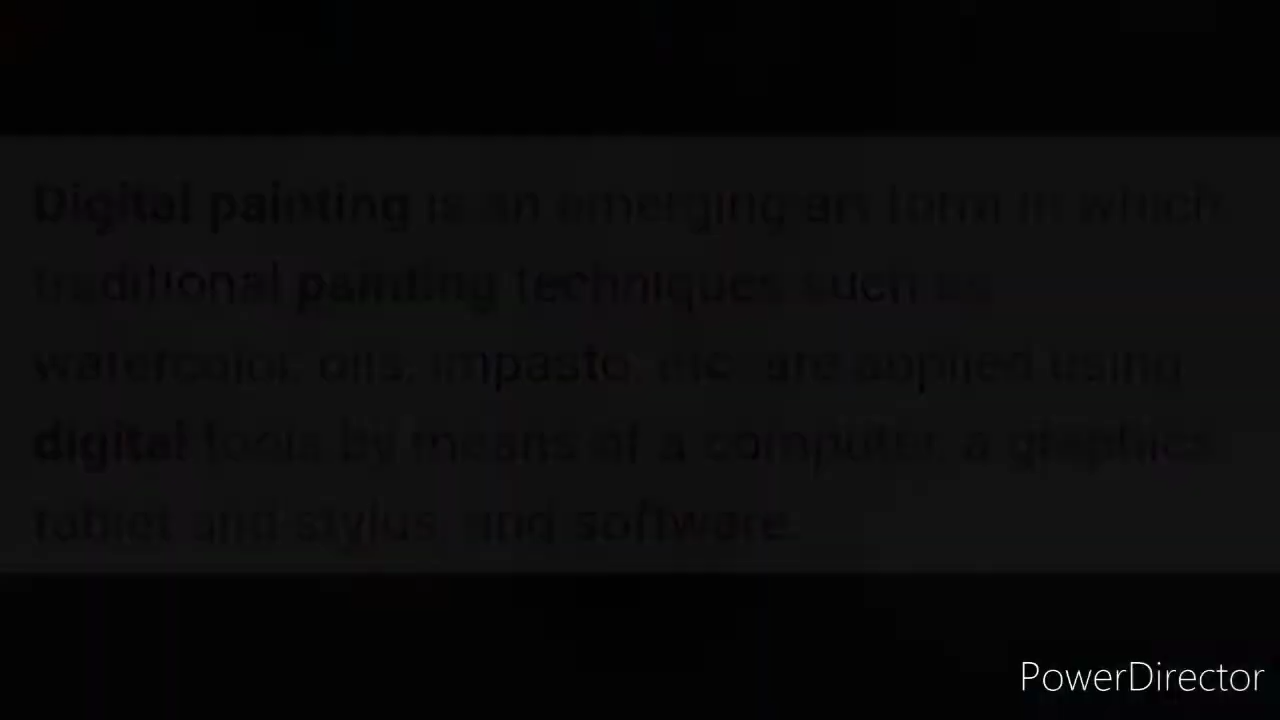 Digital painting is an emerging art form in which
traditional painting techniques such as
watercolor, oils, impasto, etc. are applied using
digital tools by means of a computer, a graphics
tablet and stylus, and software.
PowerDirector